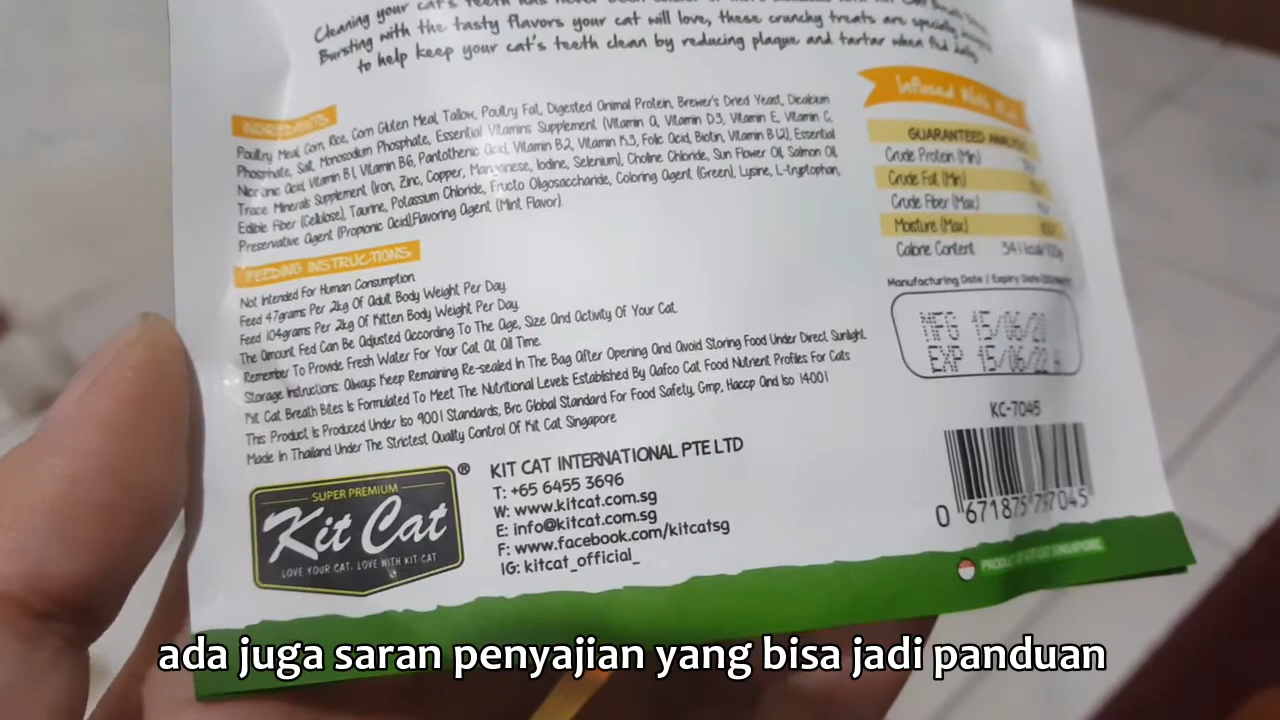 Cleaning your cat's teeth has never been
Bursting with the tasty flavors your cat will love, these crunchy treats are
to help keep your cat's teeth clean by reducing plaque and tartar when fed daily.
INGREDIENTS
Poultry Meal, Corn, Rice, Corn Gluten Meal, Tallow, Poultry Fat, Digested Animal Protein, Brewer's Dried Yeast, Dicalcium
Phosphate, Salt, Monosodium Phosphate, Essential Vitamins Supplement (Vitamin A, Vitamin D3, Vitamin E, Vitamin C,
Acid, Vitamin B1, Vitamin B6, Pantothenic Acid, Vitamin B2, Vitamin K3, Folic Acid, Biotin, Vitamin B12), Essential
Trace Minerals Supplement (Iron, Zinc, Copper, Manganese, Iodine, Selenium), Choline Chloride, Sun Flower Oil, Salmon Oil,
Edible Fiber (Cellulose), Taurine, Potassium Chloride, Fructo Oligosaccharide, Coloring Agent (Green), Lysine, L-tryptophan,
Preservative Agent (Propionic Acid),Flavoring Agent (Mint Flavor).
FEEDING INSTRUCTIONS:
Not Intended For Human Consumption.
Feed 47grams Per 2kg Of Adult Body Weight Per Day.
Feed 104grams Per 2kg Of Kitten Body Weight Per Day.
The Amount Fed Can Be Adjusted According To The Age, Size And Activity Of Your Cat.
Remember To Provide Fresh Water For Your Cat At All Time.
Storage Instructions: Always Keep Remaining Re-sealed In The Bag After Opening And Avoid Storing Food Under Direct Sunlight.
Kit Cat Breath Bites Is Formulated To Meet The Nutritional Levels Established By Aafco Cat Food Nutrient Profiles For Cats
This Product Is Produced Under Iso 9001 Standards, Brc Global Standard For Food Safety, Gmp, Haccp And Iso 14001
Made In Thailand Under The Strictest Quality Control Of Kit Cat Singapore
Infused With
GUARANTEED ANALYSIS
Crude Protein (Min)
Crude Fat (Min)
Crude Fiber (Max)
Moisture (Max)
Calorie Content 341
Manufacturing Date / Expiry Date
MFG 15/06/20
EXP 15/06/22
KC-7045
0 671875 797045
SUPER PREMIUM
Kit Cat ®
LOVE YOUR CAT. LOVE WITH KIT CAT
KIT CAT INTERNATIONAL PTE LTD
T: +65 6455 3696
W: www.kitcat.com.sg
E: info@kitcat.com.sg
F: www.facebook.com/kitcatsg
IG: kitcat_official_
PRODUCT OF KIT CAT SINGAPORE
ada juga saran penyajian yang bisa jadi panduan